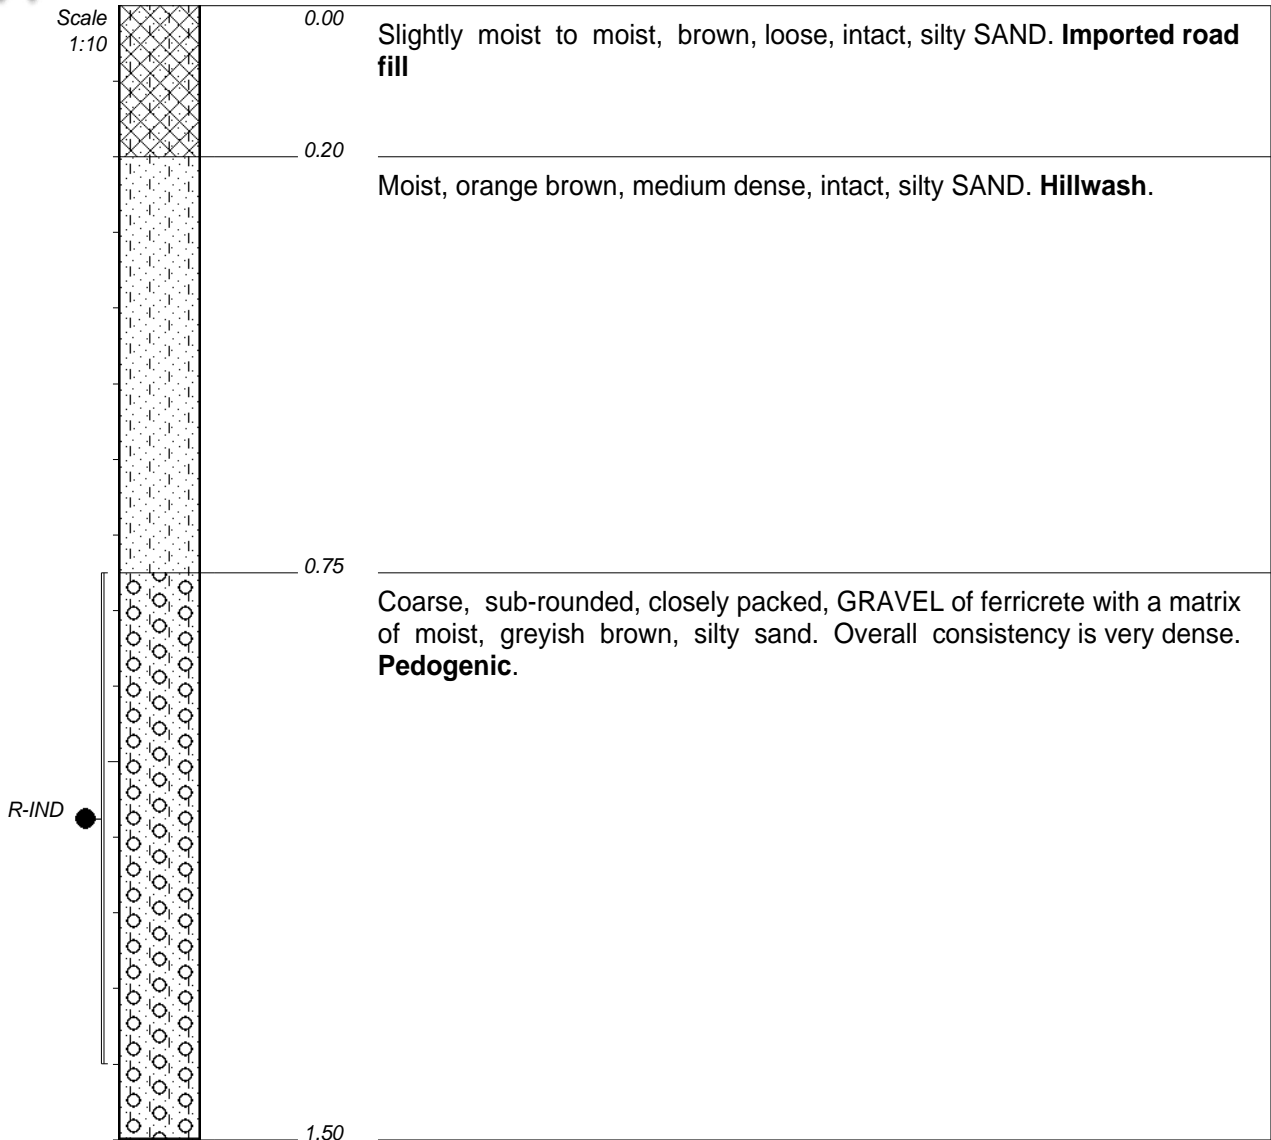 Scale
1:10
0.00
Slightly moist to moist, brown, loose, intact, silty SAND. Imported road
fill
0.20
Moist, orange brown, medium dense, intact, silty SAND. Hillwash.
0.75
Coarse, sub-rounded, closely packed, GRAVEL of ferricrete with a matrix
of moist, greyish brown, silty sand. Overall consistency is very dense.
Pedogenic.
R-IND
1.50